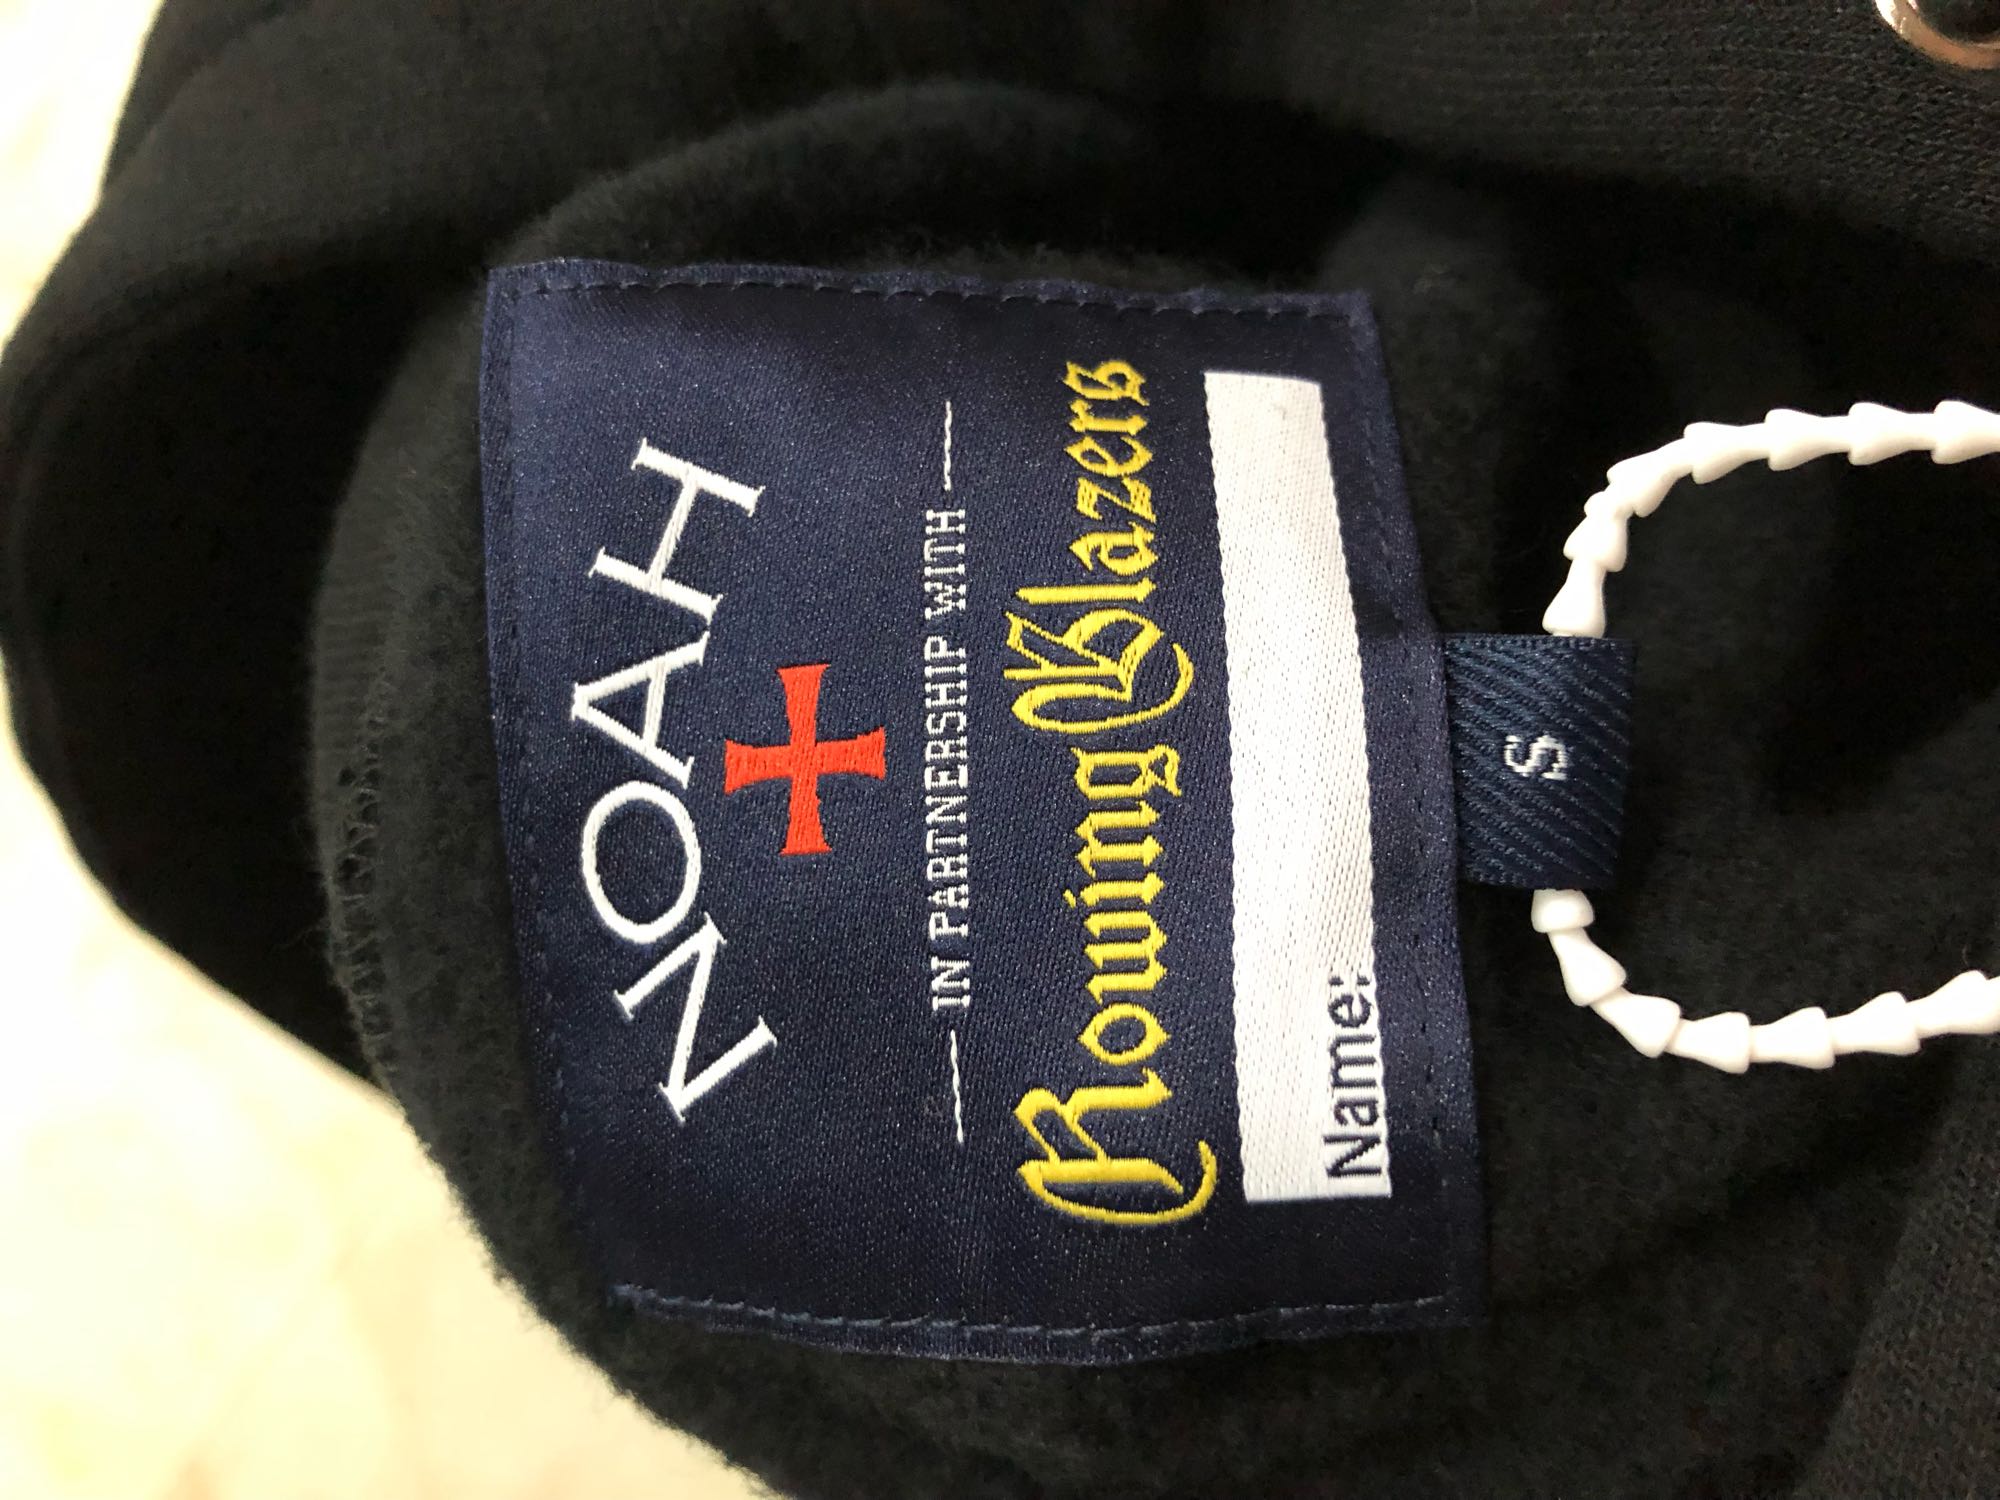 NOAH
IN PARTNERSHIP WITH
Rowing Blazers
Name:
S